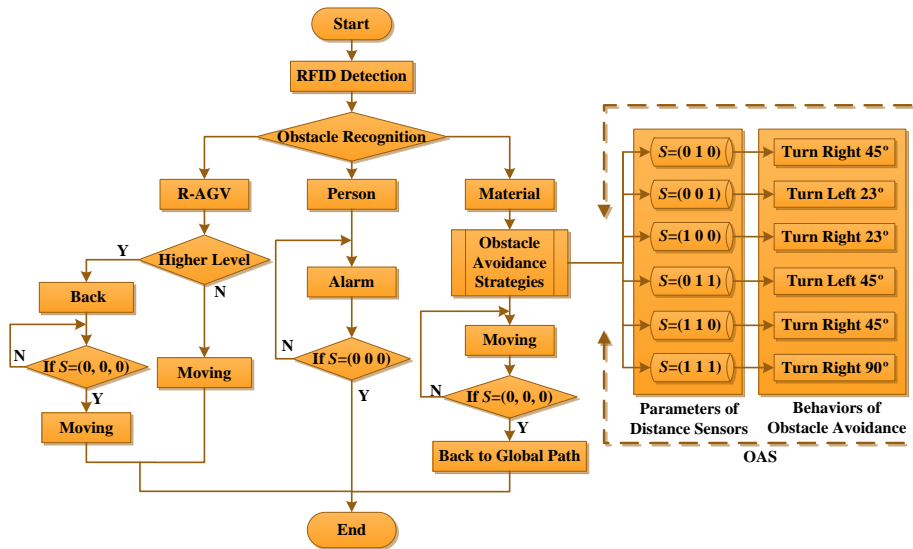 Start
RFID Detection
Obstacle Recognition
R-AGV
Person
Material
Higher Level
Y
N
Back
If S=(0, 0, 0)
N
Y
Moving
Moving
Alarm
If S=(0 0 0)
N
Y
Obstacle
Avoidance
Strategies
Moving
If S=(0, 0, 0)
N
Y
Back to Global Path
End
S=(0 1 0)
Turn Right 45º
S=(0 0 1)
Turn Left 23º
S=(1 0 0)
Turn Right 23º
S=(0 1 1)
Turn Left 45º
S=(1 1 0)
Turn Right 45º
S=(1 1 1)
Turn Right 90º
Parameters of
Distance Sensors
Behaviors of
Obstacle Avoidance
OAS